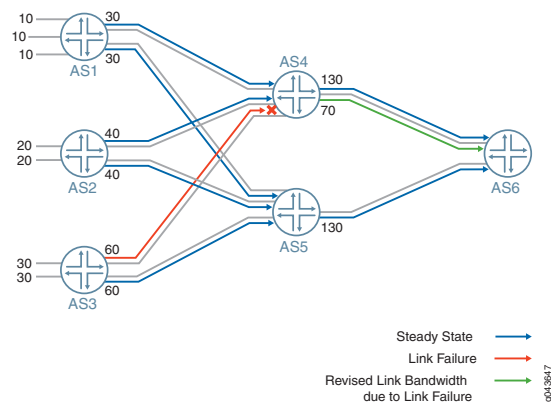 10
10
10
30
30
AS1
AS4
130
70
20
20
40
40
AS2
AS6
30
30
60
60
AS3
AS5
130
Steady State
Link Failure
Revised Link Bandwidth
due to Link Failure
g043647